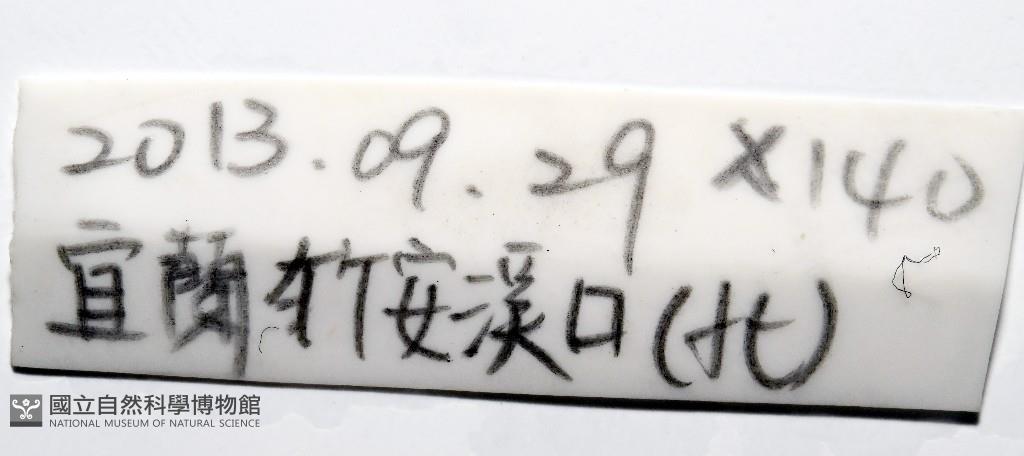 2013.09.29 x140
宜蘭竹安溪口(北)
國立自然科學博物館
NATIONAL MUSEUM OF NATURAL SCIENCE